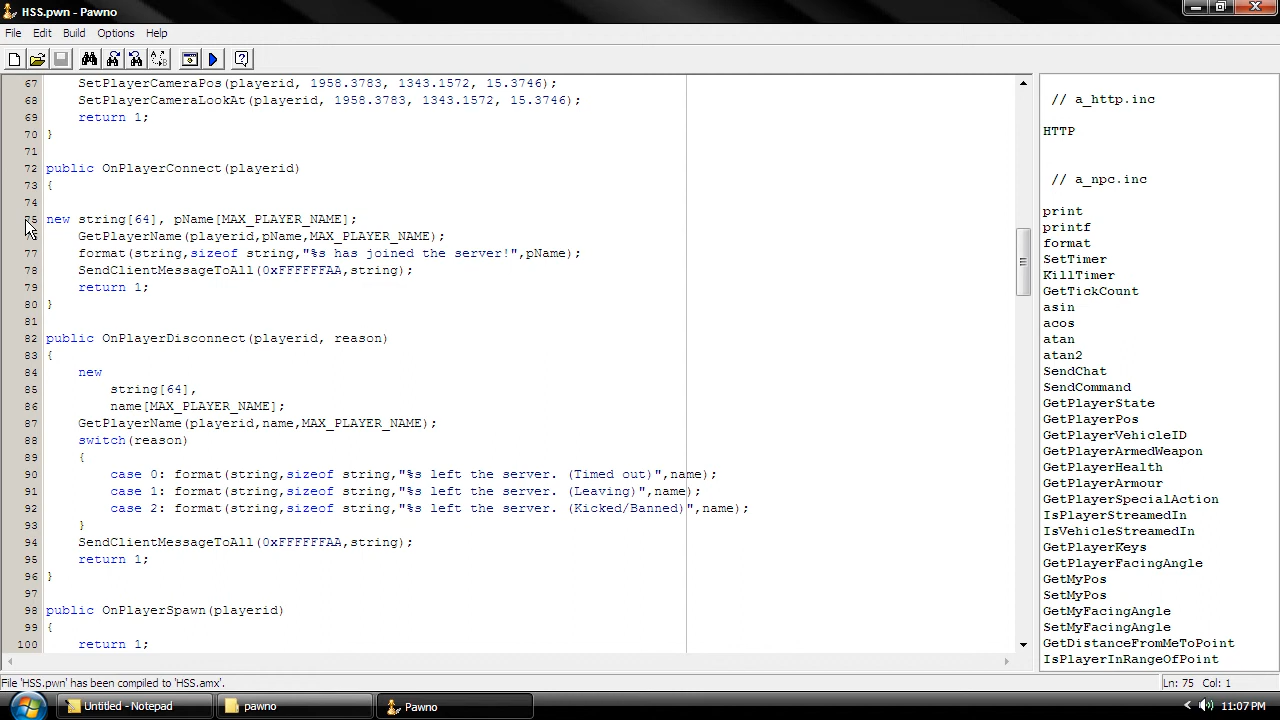 HSS.pwn - Pawno
File Edit Build Options Help
67 SetPlayerCameraPos(playerid, 1958.3783, 1343.1572, 15.3746);
68 SetPlayerCameraLookAt(playerid, 1958.3783, 1343.1572, 15.3746);
69 return 1;
70 }
71
72 public OnPlayerConnect(playerid)
73 {
74
75 new string[64], pName[MAX_PLAYER_NAME];
76 GetPlayerName(playerid,pName,MAX_PLAYER_NAME);
77 format(string,sizeof string,"%s has joined the server!",pName);
78 SendClientMessageToAll(0xFFFFFFAA,string);
79 return 1;
80 }
81
82 public OnPlayerDisconnect(playerid, reason)
83 {
84 new
85 string[64],
86 name[MAX_PLAYER_NAME];
87 GetPlayerName(playerid,name,MAX_PLAYER_NAME);
88 switch(reason)
89 {
90 case 0: format(string,sizeof string,"%s left the server. (Timed out)",name);
91 case 1: format(string,sizeof string,"%s left the server. (Leaving)",name);
92 case 2: format(string,sizeof string,"%s left the server. (Kicked/Banned)",name);
93 }
94 SendClientMessageToAll(0xFFFFFFAA,string);
95 return 1;
96 }
97
98 public OnPlayerSpawn(playerid)
99 {
100 return 1;
// a_http.inc
HTTP
// a_npc.inc
print
printf
format
SetTimer
KillTimer
GetTickCount
asin
acos
atan
atan2
SendChat
SendCommand
GetPlayerState
GetPlayerPos
GetPlayerVehicleID
GetPlayerArmedWeapon
GetPlayerHealth
GetPlayerArmour
GetPlayerSpecialAction
IsPlayerStreamedIn
IsVehicleStreamedIn
GetPlayerKeys
GetPlayerFacingAngle
GetMyPos
SetMyPos
GetMyFacingAngle
SetMyFacingAngle
GetDistanceFromMeToPoint
IsPlayerInRangeOfPoint
File 'HSS.pwn' has been compiled to 'HSS.amx'.
Ln: 75 Col: 1
Untitled - Notepad
pawno
Pawno
11:07 PM